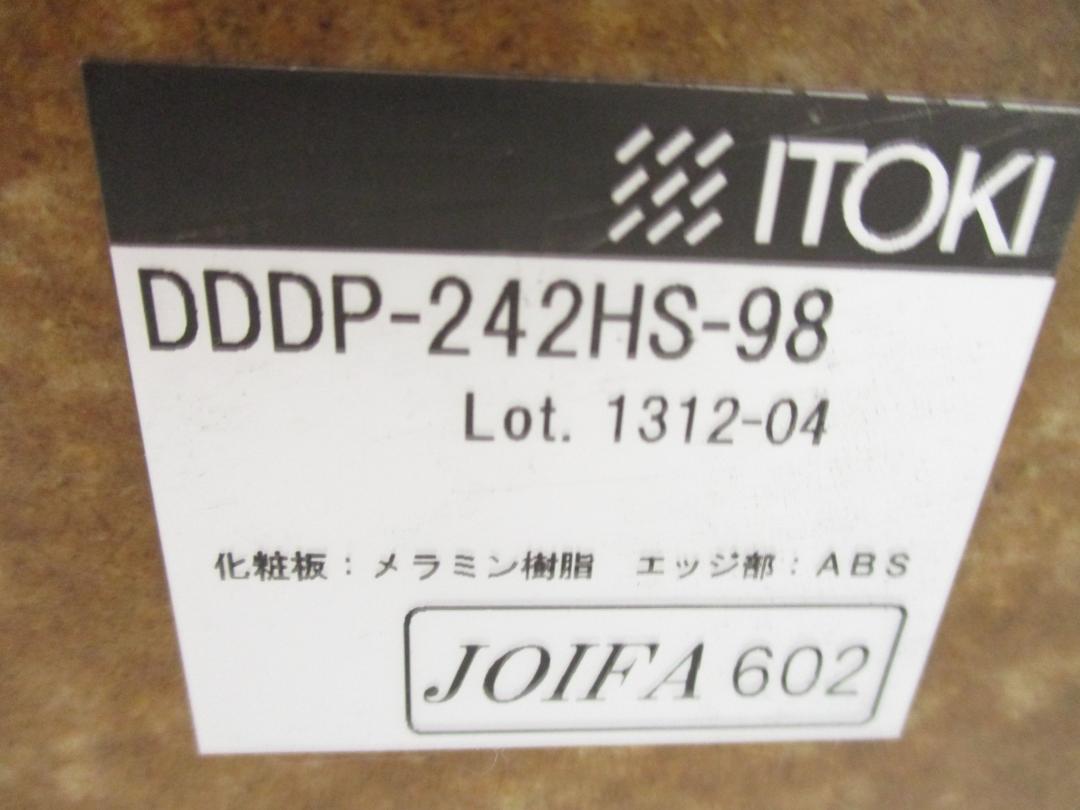 ITOKI
DDDP-242HS-98
Lot. 1312-04
化粧板：メラミン樹脂　エッジ部：ABS
JOIFA 602